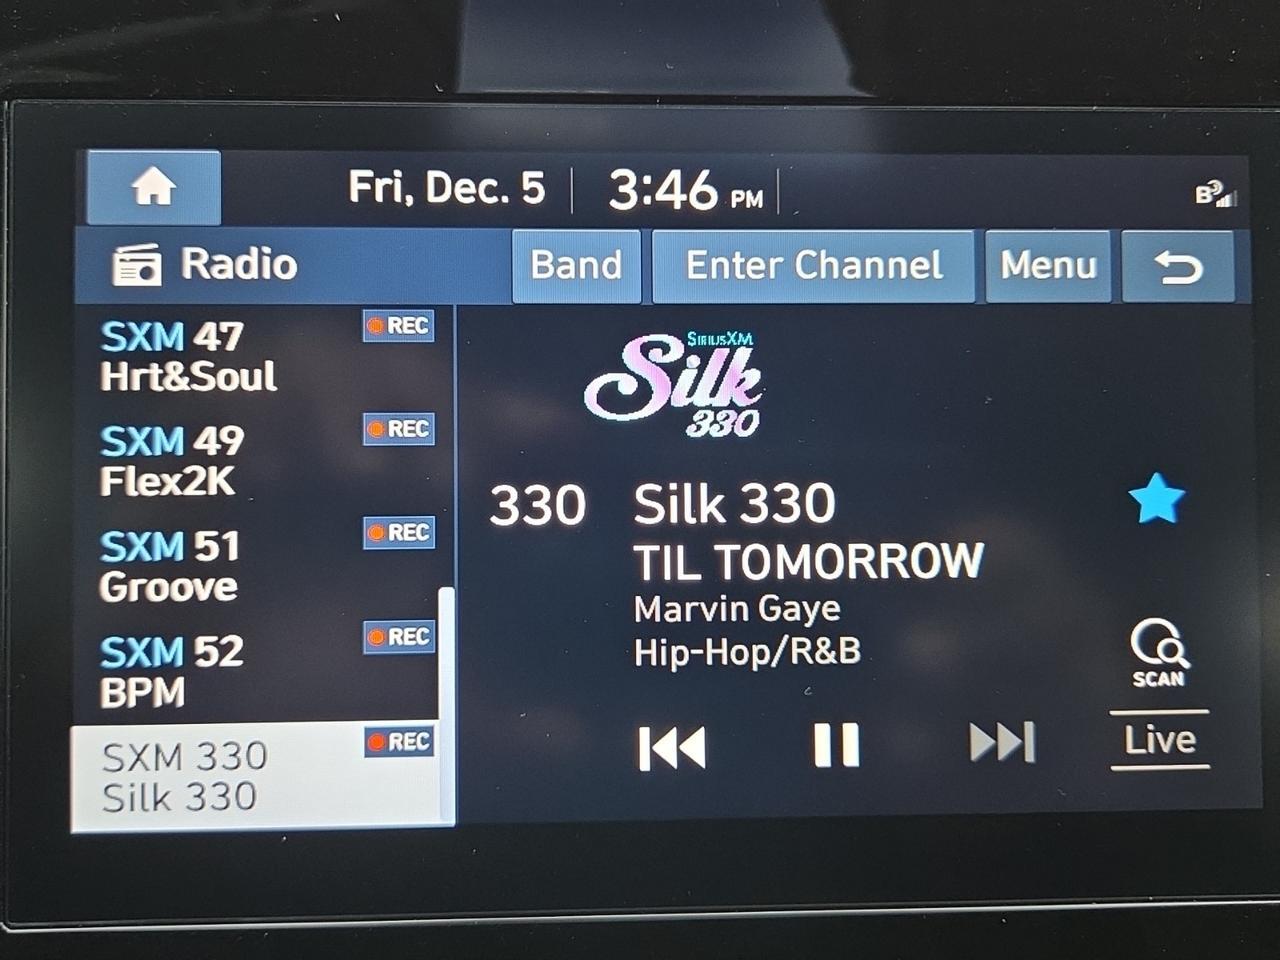 Fri, Dec. 5
3:46 PM
B
Radio
Band
Enter Channel
Menu
SXM 47
REC
Hrt&Soul
SXM 49
REC
Flex2K
SXM 51
REC
Groove
SXM 52
REC
BPM
SXM 330
REC
Silk 330
SiriusXM
Silk
330
330
Silk 330
TIL TOMORROW
Marvin Gaye
Hip-Hop/R&B
SCAN
Live